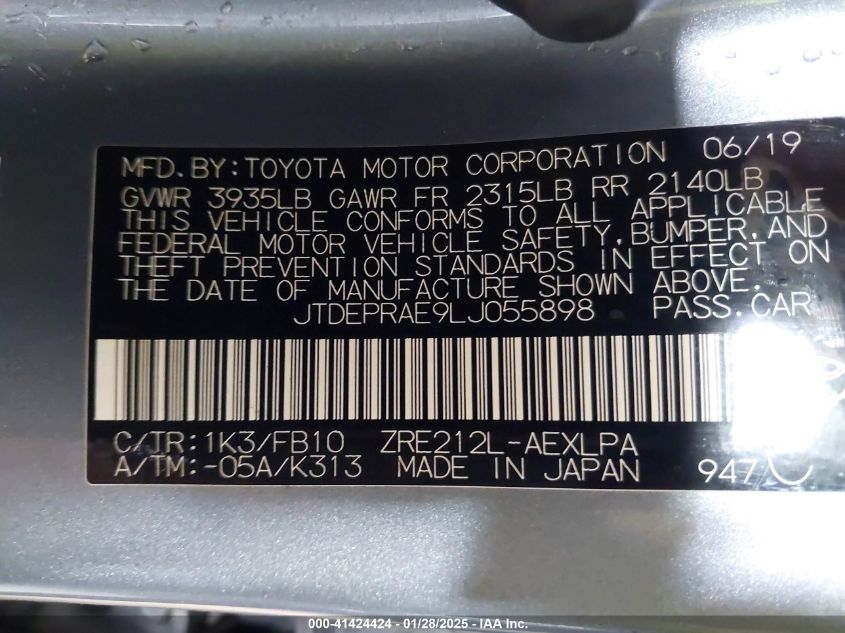 MFD.BY:TOYOTA MOTOR CORPORATION 06/19
GVWR 3935LB GAWR FR 2315LB RR 2140LB
THIS VEHICLE CONFORMS TO ALL APPLICABLE
FEDERAL MOTOR VEHICLE SAFETY,BUMPER,AND
THEFT PREVENTION STANDARDS IN EFFECT ON
THE DATE OF MANUFACTURE SHOWN ABOVE.
JTDEPRAE9LJ055898 PASS.CAR
C/TR:1K3/FB10 ZRE212L-AEXLPA
A/TM:-05A/K313 MADE IN JAPAN 947
000-41424424 - 01/28/2025 - IAA Inc.